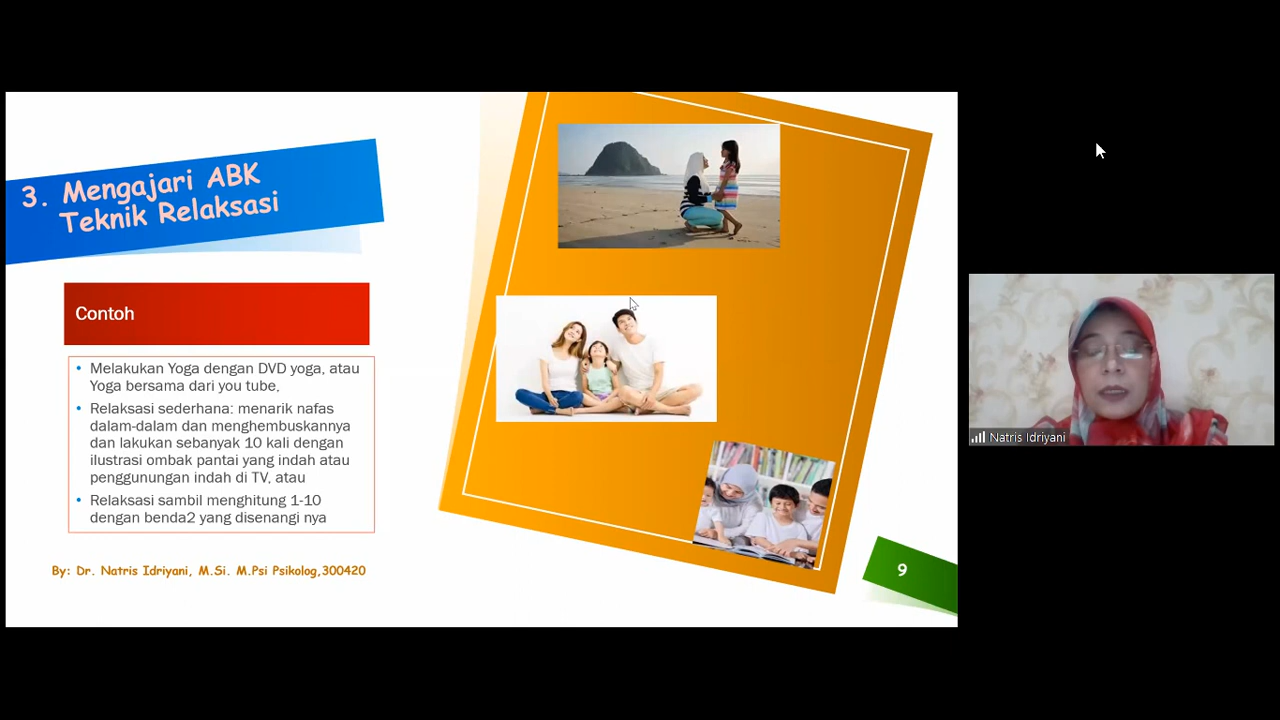 3. Mengajari ABK
Teknik Relaksasi
Contoh
• Melakukan Yoga dengan DVD yoga, atau
Yoga bersama dari you tube,
• Relaksasi sederhana: menarik nafas
dalam-dalam dan menghembuskannya
dan lakukan sebanyak 10 kali dengan
ilustrasi ombak pantai yang indah atau
penggunungan indah di TV, atau
• Relaksasi sambil menghitung 1-10
dengan benda2 yang disenangi nya
By: Dr. Natris Idriyani, M.Si. M.Psi Psikolog,300420
9
Natris Idriyani